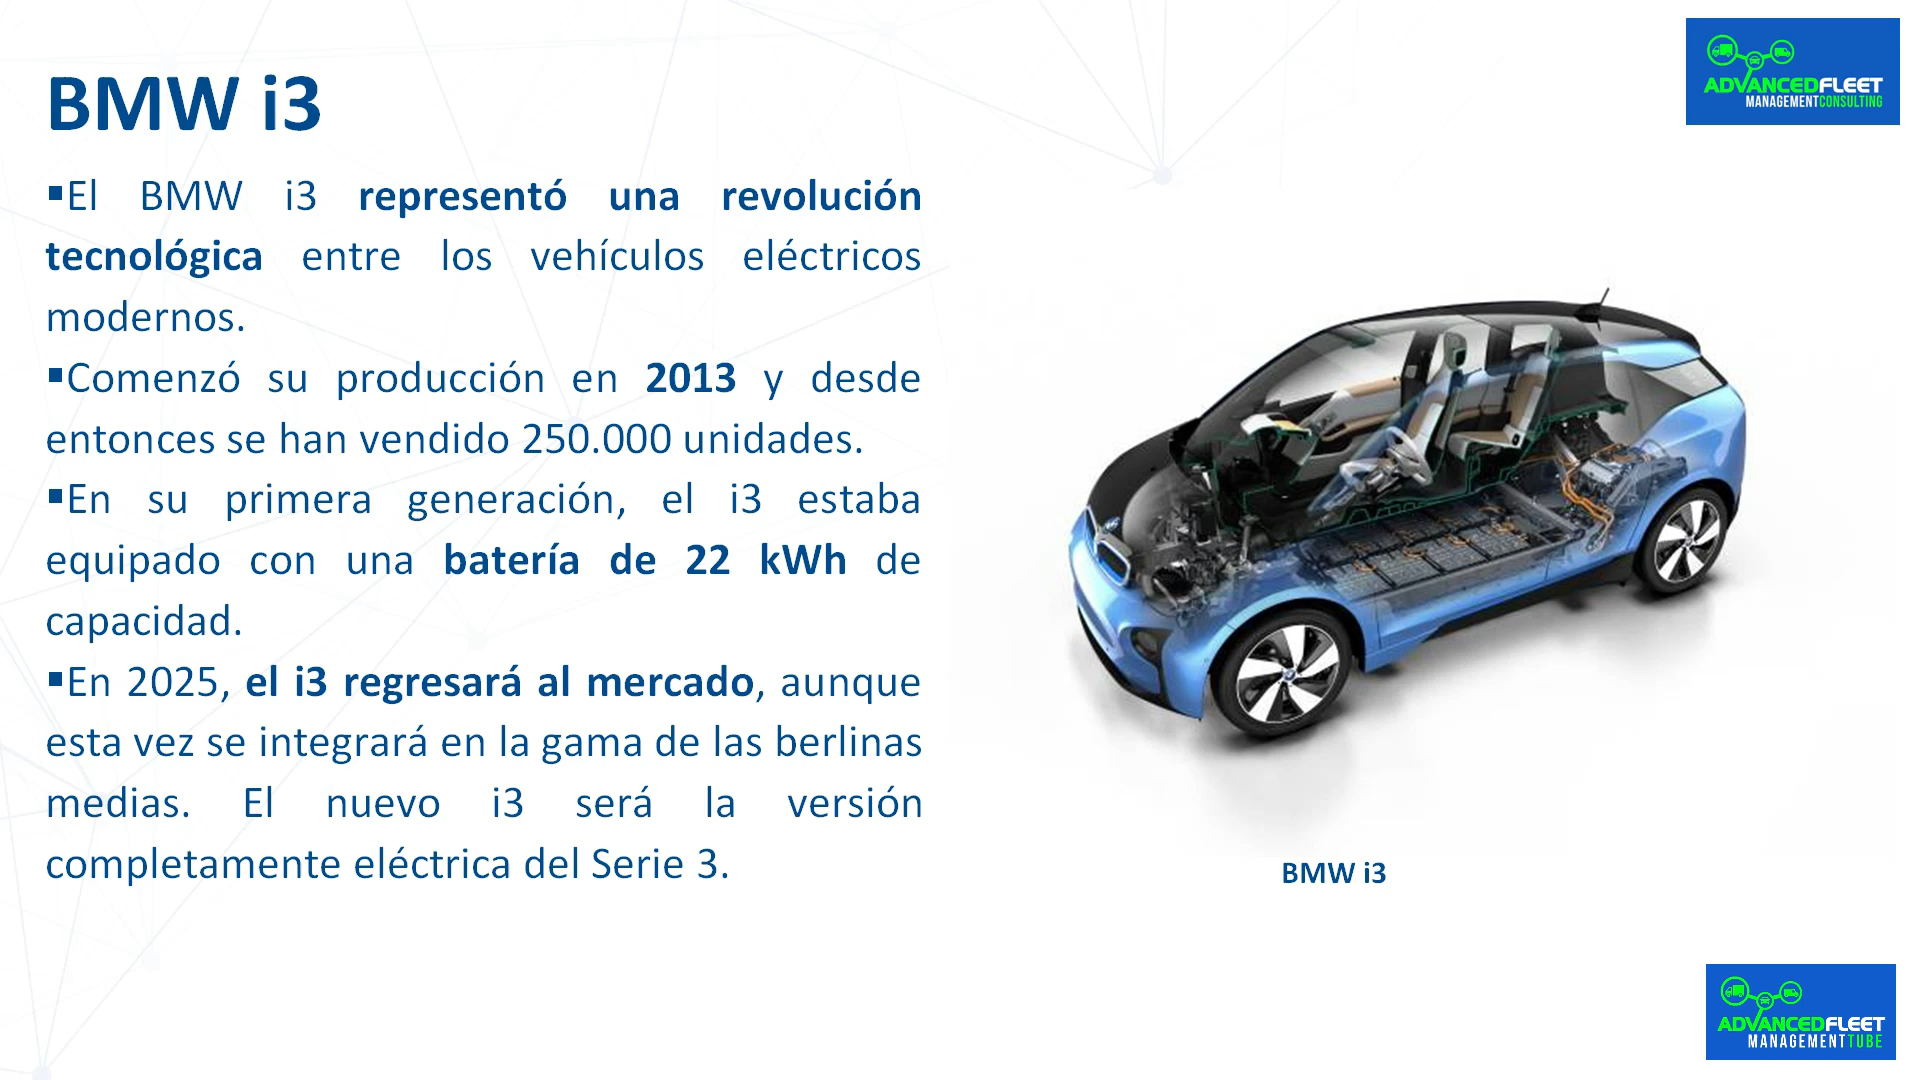 BMW i3
ADVANCEDFLEET
MANAGEMENTCONSULTING
▪El BMW i3 representó una revolución
tecnológica entre los vehículos eléctricos
modernos.
▪Comenzó su producción en 2013 y desde
entonces se han vendido 250.000 unidades.
▪En su primera generación, el i3 estaba
equipado con una batería de 22 kWh de
capacidad.
▪En 2025, el i3 regresará al mercado, aunque
esta vez se integrará en la gama de las berlinas
medias. El nuevo i3 será la versión
completamente eléctrica del Serie 3.
BMW i3
ADVANCEDFLEET
MANAGEMENTTUBE